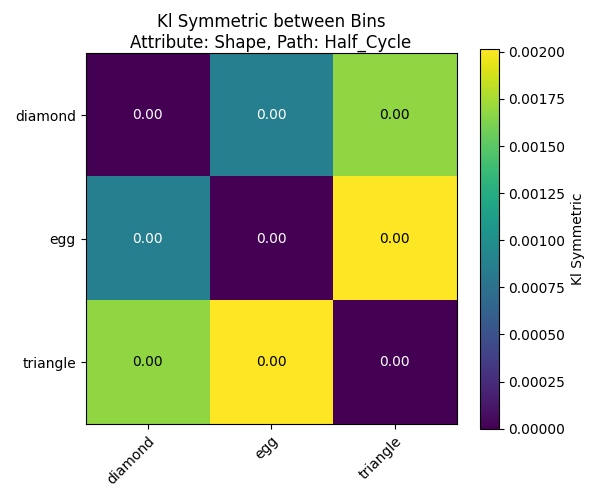 Kl Symmetric between Bins
Attribute: Shape, Path: Half_Cycle
diamond
0.00 0.00 0.00
egg
0.00 0.00 0.00
triangle
0.00 0.00 0.00
diamond
egg
triangle
0.00200
0.00175
0.00150
0.00125
0.00100
0.00075
0.00050
0.00025
0.00000
Kl Symmetric